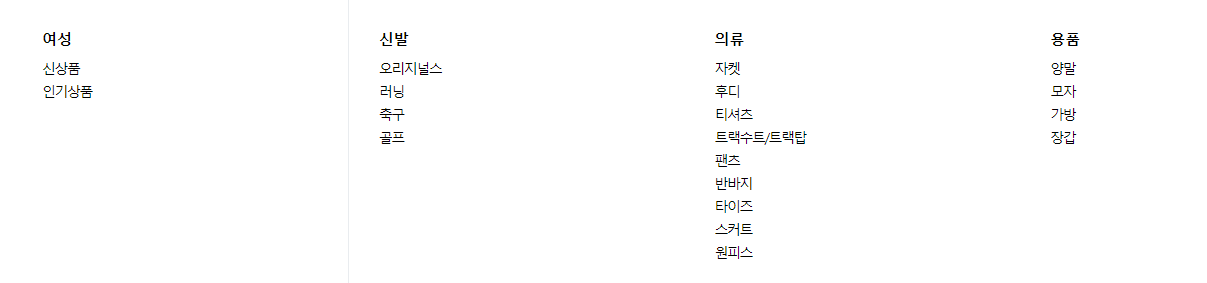 여성
신상품
인기상품
신발
오리지널스
러닝
축구
골프
의류
자켓
후디
티셔츠
트랙수트/트랙탑
팬츠
반바지
타이즈
스커트
원피스
용품
양말
모자
가방
장갑